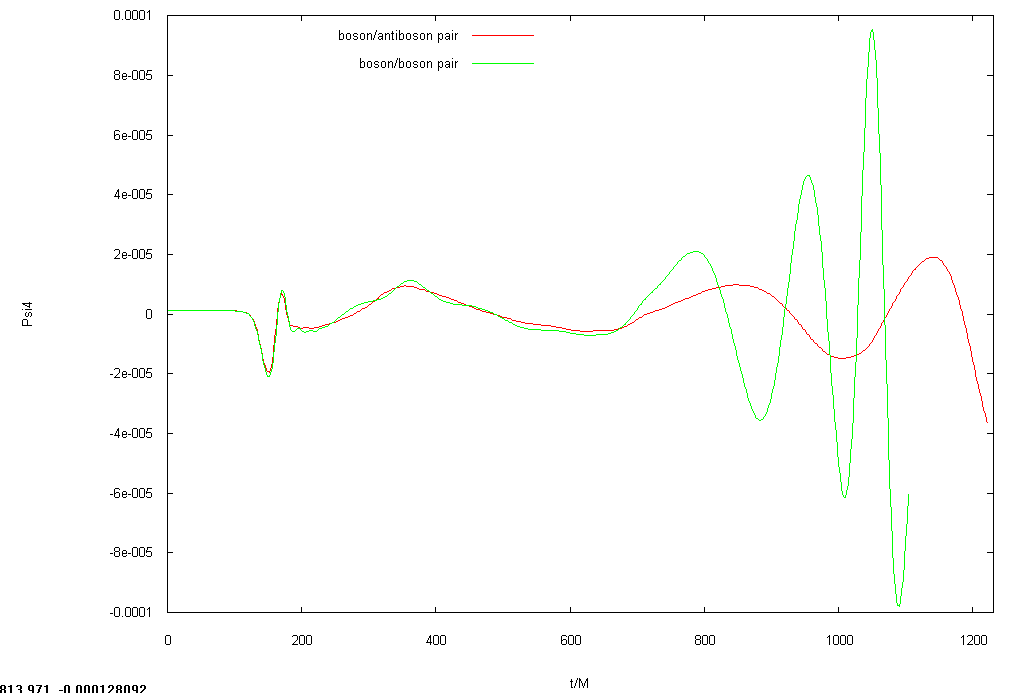 0.0001
boson/antiboson pair
boson/boson pair
8e-005
6e-005
4e-005
2e-005
Psi4
0
-2e-005
-4e-005
-6e-005
-8e-005
-0.0001
0 200 400 600 800 1000 1200
t/M
813.971, -0.000128092